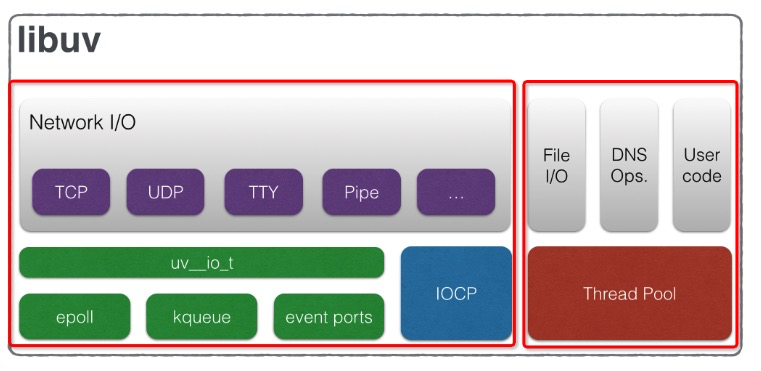 libuv
Network I/O
TCP
UDP
TTY
Pipe
...
File
I/O
DNS
Ops.
User
code
uv__io_t
IOCP
epoll
kqueue
event ports
Thread Pool